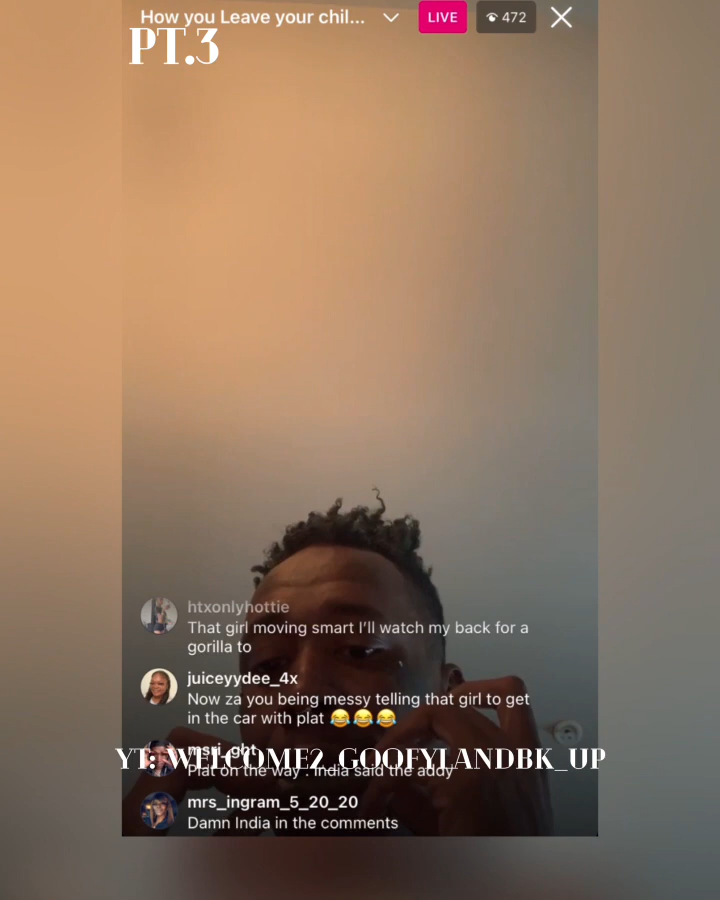 How you Leave your chil...
LIVE
472
PT.3
htxonlyhottie
That girl moving smart I'll watch my back for a
gorilla to
juiceyydee_4x
Now za you being messy telling that girl to get
in the car with plat 😂😂😂
msri_ght
YT: WELCOME2_GOOFYLANDBK_UP
Plat on the way . India said the addy
mrs_ingram_5_20_20
Damn India in the comments